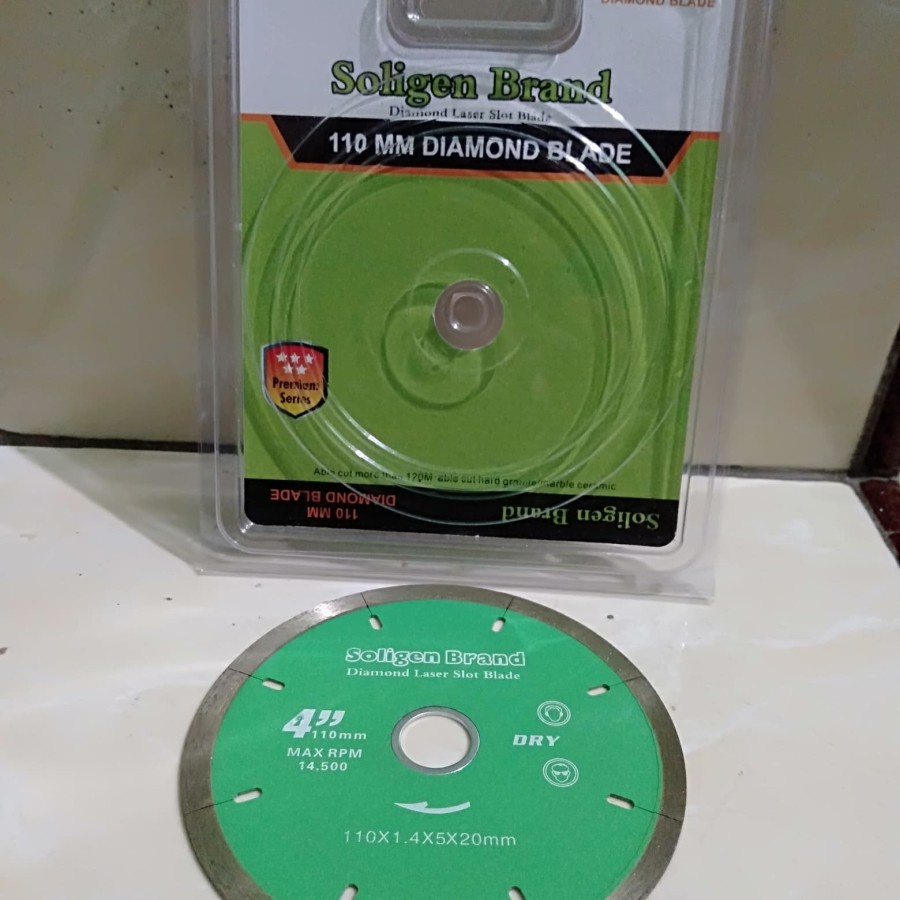 DIAMOND BLADE
Soligen Brand
Diamond Laser Slot Blade
110 MM DIAMOND BLADE
Premium
Series
Able cut more than 120M able cut hard granite/marble ceramic
110 MM
DIAMOND BLADE
Soligen Brand
Soligen Brand
Diamond Laser Slot Blade
4”
110mm
MAX RPM
14,500
DRY
110X1.4X5X20mm